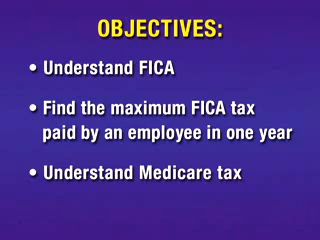 OBJECTIVES:
• Understand FICA
• Find the maximum FICA tax
paid by an employee in one year
• Understand Medicare tax